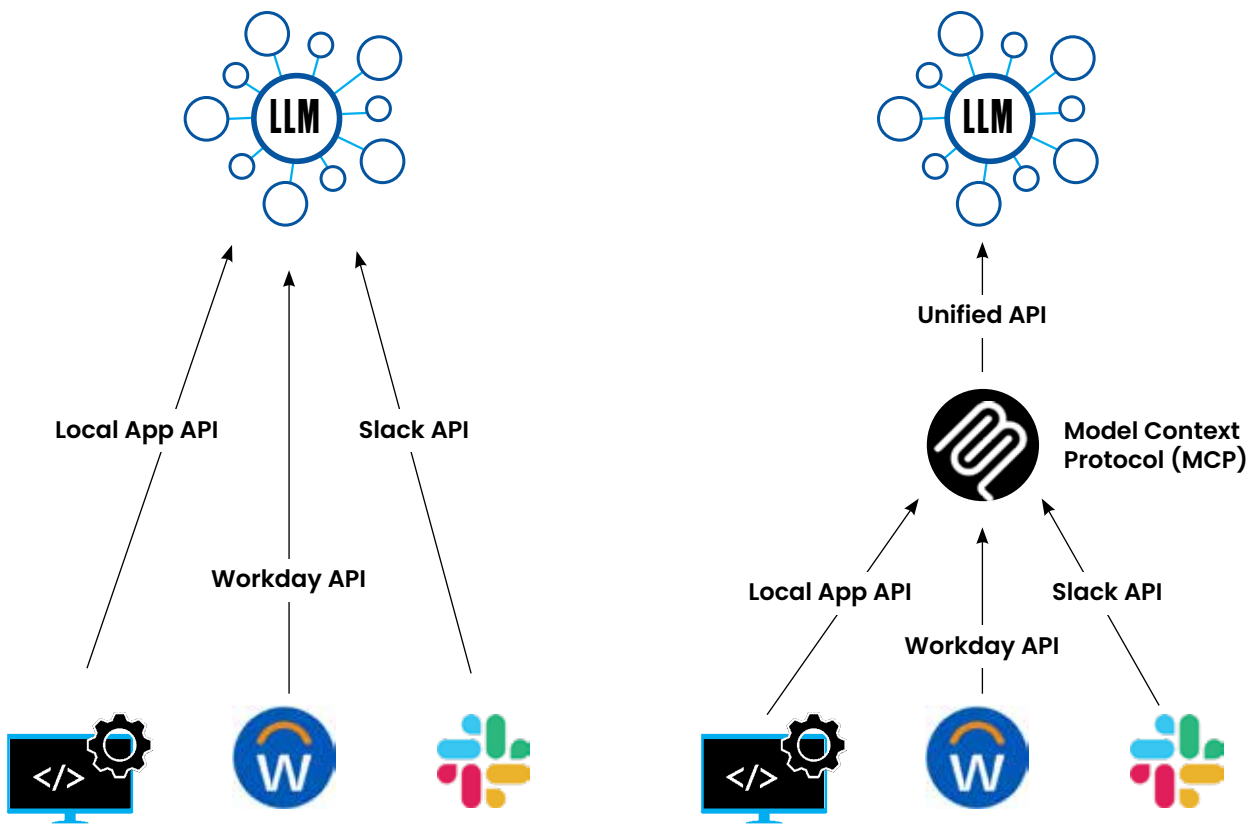 LLM
Local App API
Slack API
Workday API
</>
W
LLM
Unified API
Model Context
Protocol (MCP)
Local App API
Slack API
Workday API
</>
W